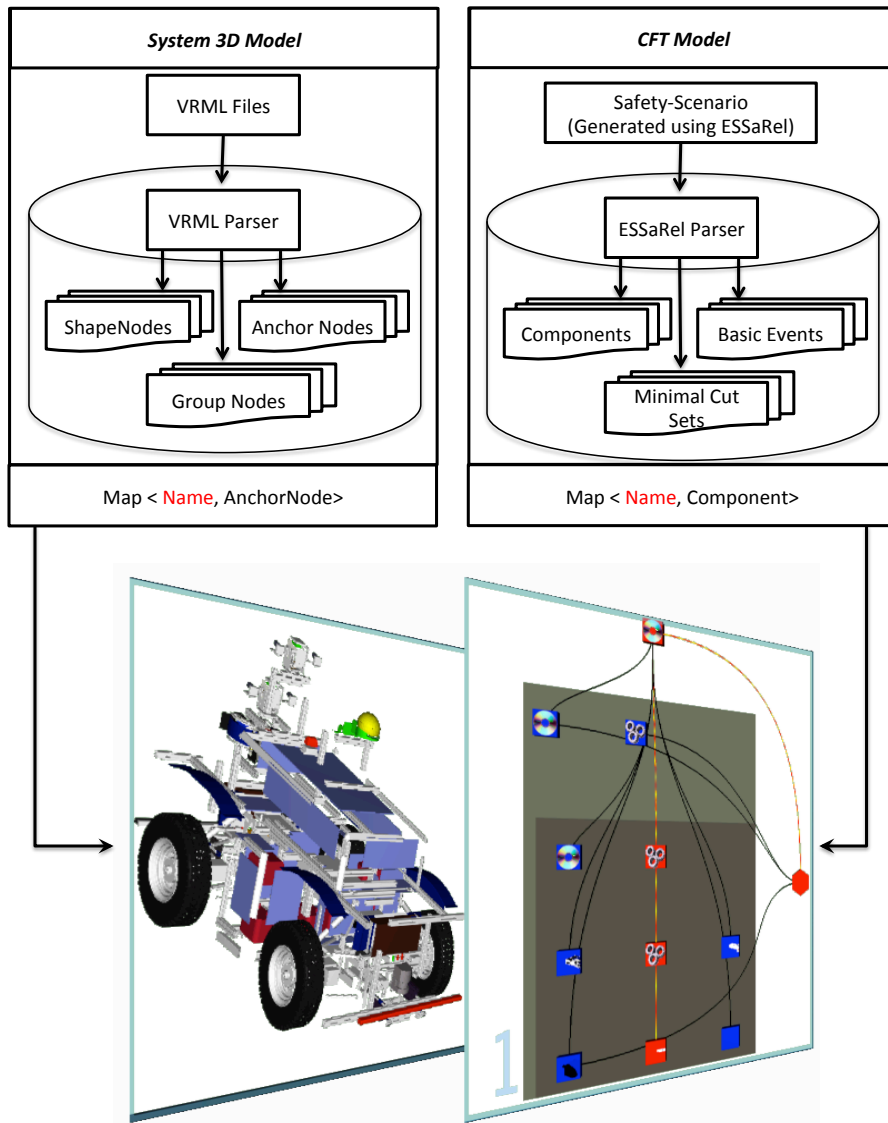 System 3D Model
VRML Files
VRML Parser
ShapeNodes
Anchor Nodes
Group Nodes
Map < Name, AnchorNode>
CFT Model
Safety-Scenario
(Generated using ESSaRel)
ESSaRel Parser
Components
Basic Events
Minimal Cut
Sets
Map < Name, Component>
1